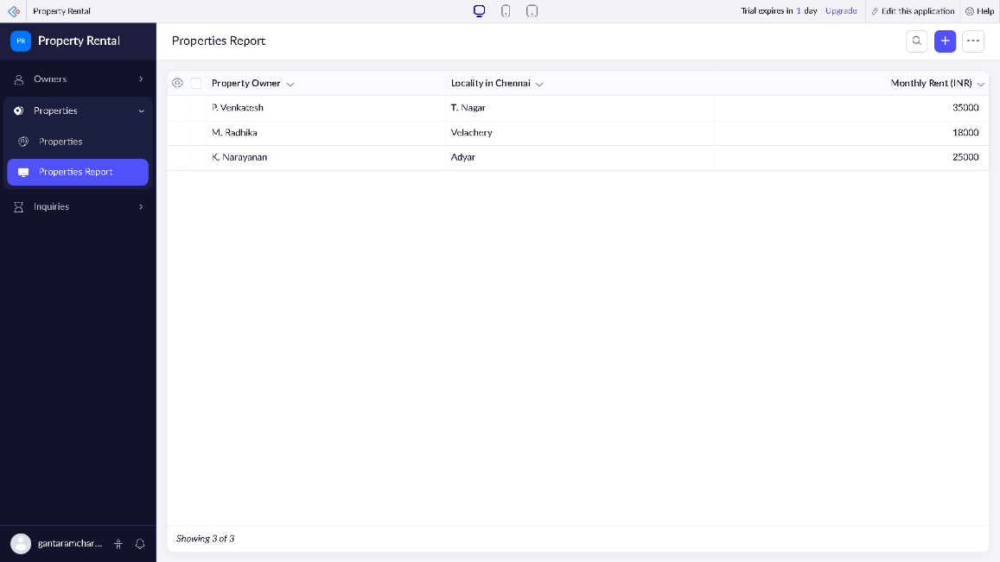 Property Rental
Trial expires in 1 day Upgrade
Edit this application
Help
PR Property Rental
Owners
Properties
Properties
Properties Report
Inquiries
gantaramchar...
Properties Report
Property Owner Locality in Chennai Monthly Rent (INR)
P. Venkatesh T. Nagar 35000
M. Radhika Velachery 18000
K. Narayanan Adyar 25000
Showing 3 of 3